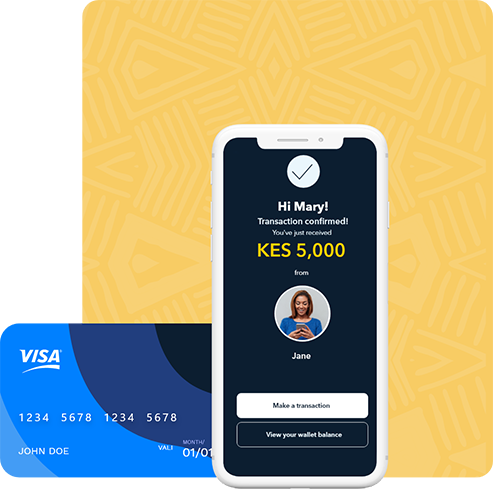 Hi Mary!
Transaction confirmed!
You've just received
KES 5,000
from
Jane
Make a transaction
View your wallet balance
VISA
1234 5678 1234 5678
MONTH/
JOHN DOE VALI 01/01